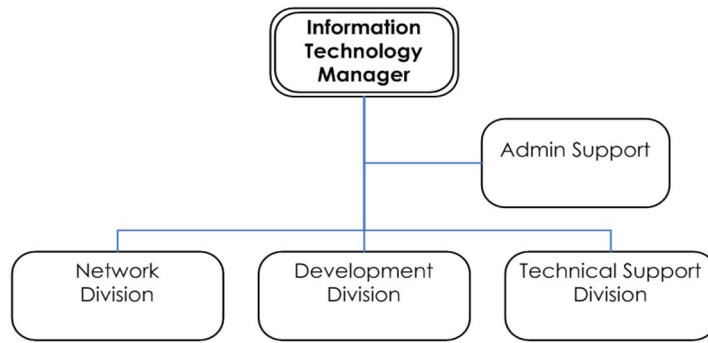 Information
Technology
Manager
Admin Support
Network
Division
Development
Division
Technical Support
Division